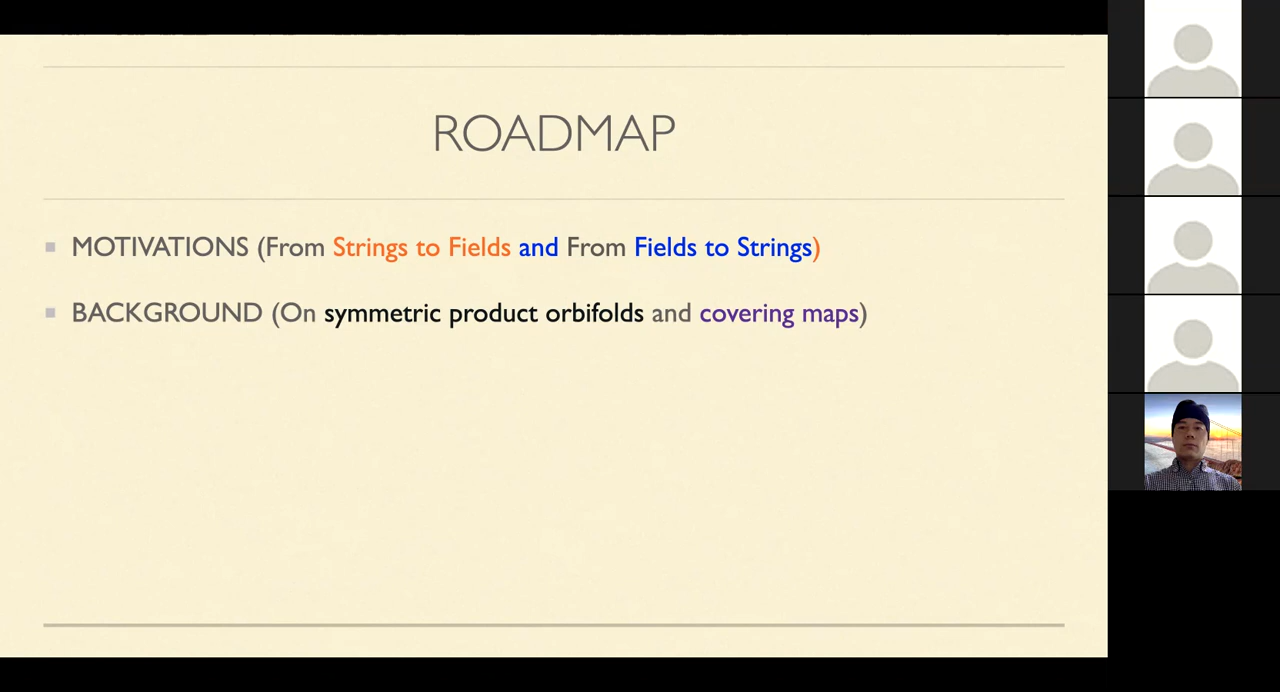 ROADMAP
MOTIVATIONS (From Strings to Fields and From Fields to Strings)
BACKGROUND (On symmetric product orbifolds and covering maps)